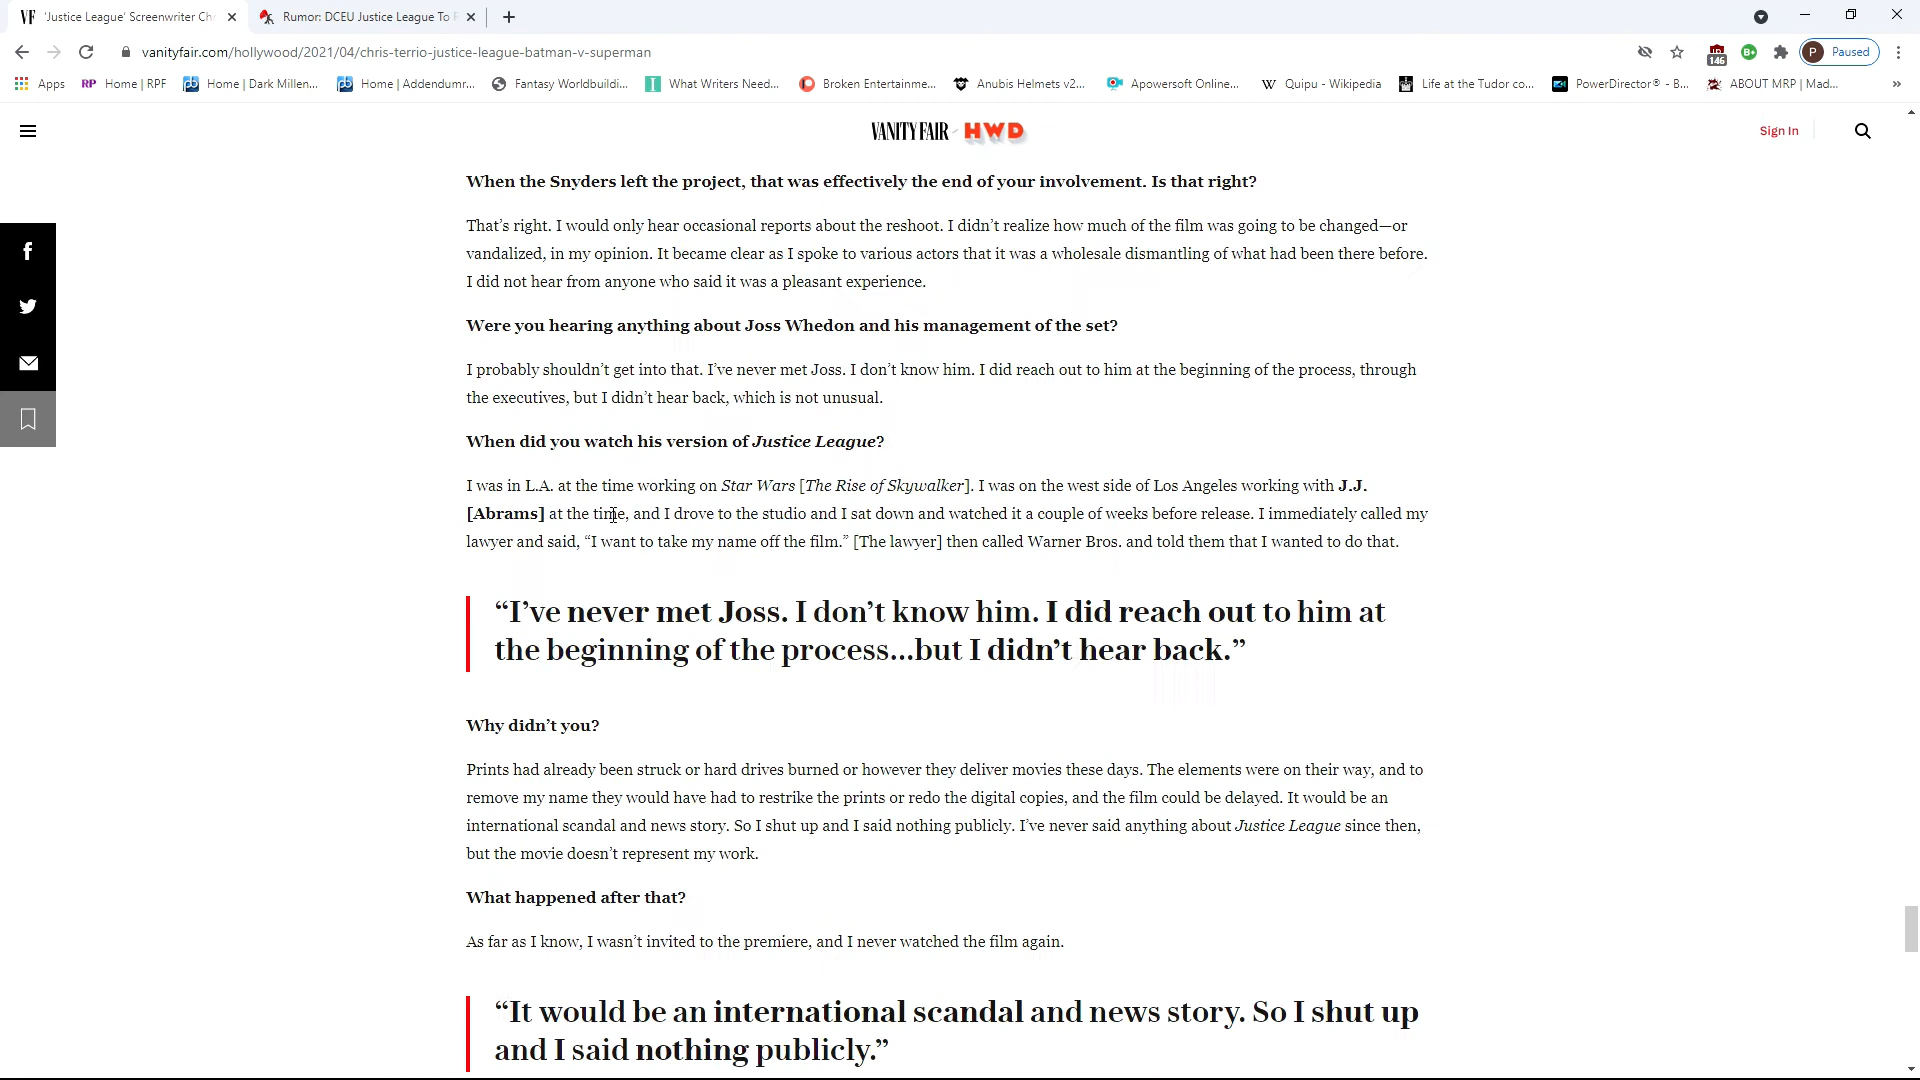 VF 'Justice League' Screenwriter Ch
Rumor: DCEU Justice League To
vanityfair.com/hollywood/2021/04/chris-terrio-justice-league-batman-v-superman
146
B+
P Paused
Apps
RP Home | RPF
Home | Dark Millen...
Home | Addendumr...
Fantasy Worldbuildi...
What Writers Need...
Broken Entertainme...
Anubis Helmets v2...
Apowersoft Online...
W Quipu - Wikipedia
Life at the Tudor co...
PowerDirector® - B...
ABOUT MRP | Mad...
»
VANITY FAIR HWD
Sign In
When the Snyders left the project, that was effectively the end of your involvement. Is that right?
That's right. I would only hear occasional reports about the reshoot. I didn't realize how much of the film was going to be changed—or
vandalized, in my opinion. It became clear as I spoke to various actors that it was a wholesale dismantling of what had been there before.
I did not hear from anyone who said it was a pleasant experience.
Were you hearing anything about Joss Whedon and his management of the set?
I probably shouldn't get into that. I've never met Joss. I don't know him. I did reach out to him at the beginning of the process, through
the executives, but I didn't hear back, which is not unusual.
When did you watch his version of Justice League?
I was in L.A. at the time working on Star Wars [The Rise of Skywalker]. I was on the west side of Los Angeles working with J.J.
[Abrams] at the time, and I drove to the studio and I sat down and watched it a couple of weeks before release. I immediately called my
lawyer and said, “I want to take my name off the film.” [The lawyer] then called Warner Bros. and told them that I wanted to do that.
“I've never met Joss. I don't know him. I did reach out to him at
the beginning of the process...but I didn't hear back.”
Why didn't you?
Prints had already been struck or hard drives burned or however they deliver movies these days. The elements were on their way, and to
remove my name they would have had to restrike the prints or redo the digital copies, and the film could be delayed. It would be an
international scandal and news story. So I shut up and I said nothing publicly. I've never said anything about Justice League since then,
but the movie doesn't represent my work.
What happened after that?
As far as I know, I wasn't invited to the premiere, and I never watched the film again.
“It would be an international scandal and news story. So I shut up
and I said nothing publicly.”